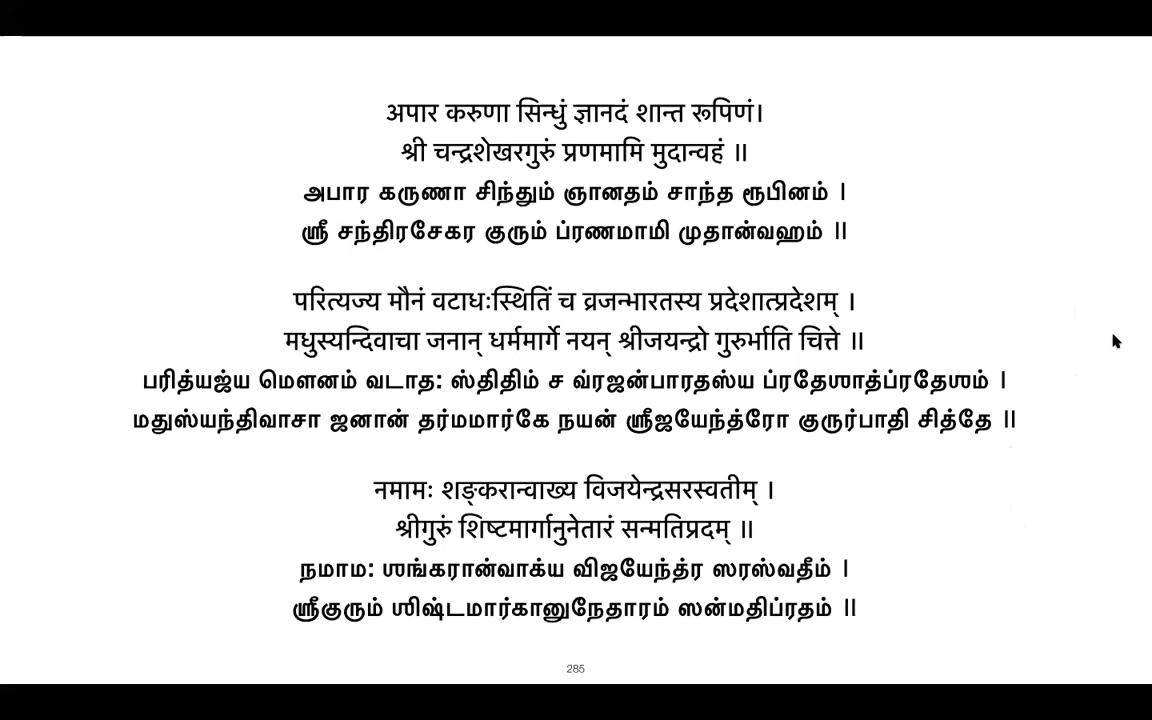 अपार करुणा सिन्धुं ज्ञानदं शान्त रूपिणं।
श्री चन्द्रशेखरगुरुं प्रणमामि मुदान्वहं ॥
அபார கருணா சிந்தும் ஞானதம் சாந்த ரூபினம் ।
ஸ்ரீ சந்திரசேகர குரும் ப்ரணமாமி முதான்வஹம் ॥
परित्यज्य मौनं वटाधःस्थितिं च व्रजन्भारतस्य प्रदेशात्प्रदेशम् ।
मधुस्यन्दिवाचा जनान् धर्ममार्गे नयन् श्रीजयन्द्रो गुरुर्भाति चित्ते ॥
பரித்யஜ்ய மௌனம் வடாத: ஸ்திதிம் ச வ்ரஜன்பாரதஸ்ய ப்ரதேஶாத்ப்ரதேஶம் ।
மதுஸ்யந்திவாசா ஜனான் தர்மமார்கே நயன் ஸ்ரீஜயேந்த்ரோ குருர்பாதி சித்தே ॥
नमामः शङ्करान्वाख्य विजयेन्द्रसरस्वतीम् ।
श्रीगुरुं शिष्टमार्गानुनेतारं सन्मतिप्रदम् ॥
நமாம: ஶங்கரான்வாக்ய விஜயேந்த்ர ஸரஸ்வதீம் ।
ஸ்ரீகுரும் ஶிஷ்டமார்கானுநேதாரம் ஸன்மதிப்ரதம் ॥
285